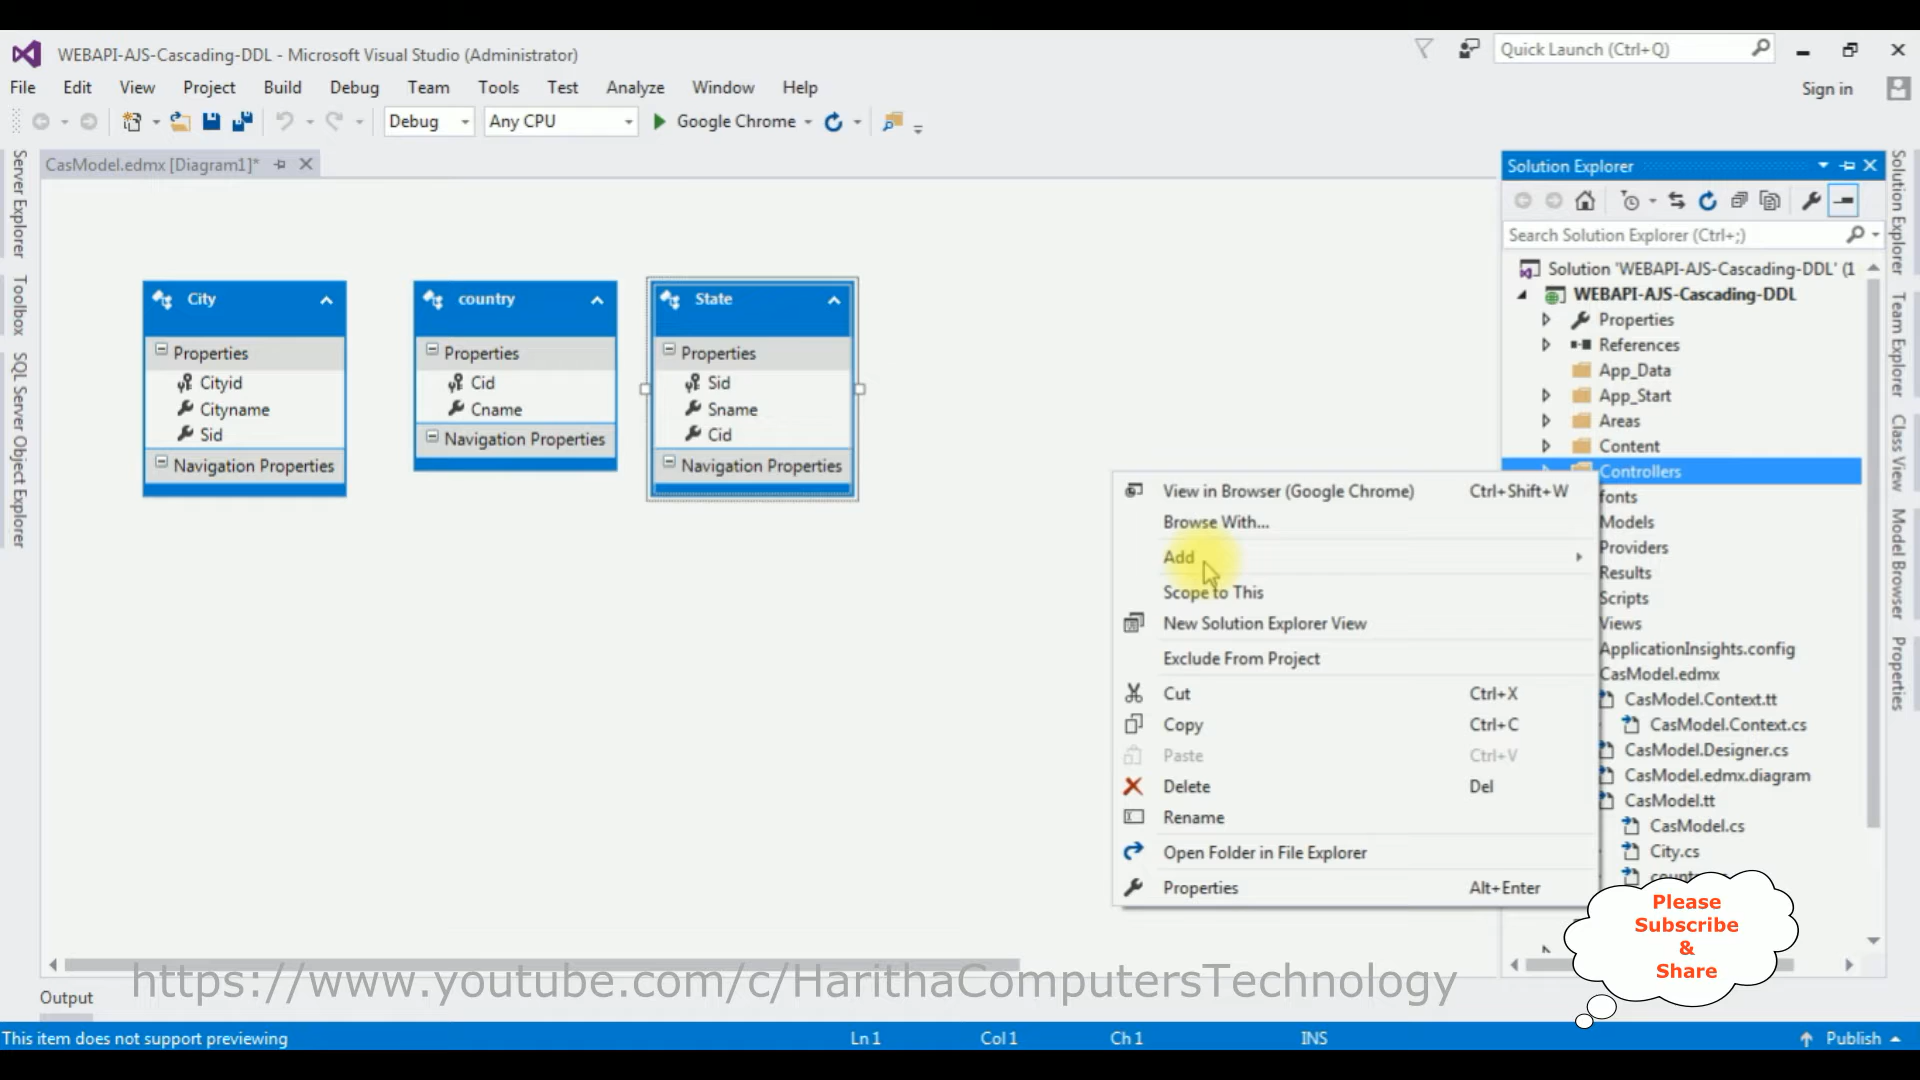 WEBAPI-AJS-Cascading-DDL - Microsoft Visual Studio (Administrator)
Quick Launch (Ctrl+Q)
File Edit View Project Build Debug Team Tools Test Analyze Window Help
Sign in
Debug Any CPU Google Chrome
CasModel.edmx [Diagram1]*
Server Explorer
Toolbox
SQL Server Object Explorer
City
Properties
Cityid
Cityname
Sid
Navigation Properties
country
Properties
Cid
Cname
Navigation Properties
State
Properties
Sid
Sname
Cid
Navigation Properties
View in Browser (Google Chrome) Ctrl+Shift+W
Browse With...
Add
Scope to This
New Solution Explorer View
Exclude From Project
Cut Ctrl+X
Copy Ctrl+C
Paste Ctrl+V
Delete Del
Rename
Open Folder in File Explorer
Properties Alt+Enter
Solution Explorer
Search Solution Explorer (Ctrl+;)
Solution 'WEBAPI-AJS-Cascading-DDL' (1
WEBAPI-AJS-Cascading-DDL
Properties
References
App_Data
App_Start
Areas
Content
Controllers
fonts
Models
Providers
Results
Scripts
Views
ApplicationInsights.config
CasModel.edmx
CasModel.Context.tt
CasModel.Context.cs
CasModel.Designer.cs
CasModel.edmx.diagram
CasModel.tt
CasModel.cs
City.cs
Solution Explorer
Team Explorer
Class View
Model Browser
Properties
Please
Subscribe
&
Share
https://www.youtube.com/c/HarithaComputersTechnology
Output
This item does not support previewing
Ln 1 Col 1 Ch 1 INS
Publish